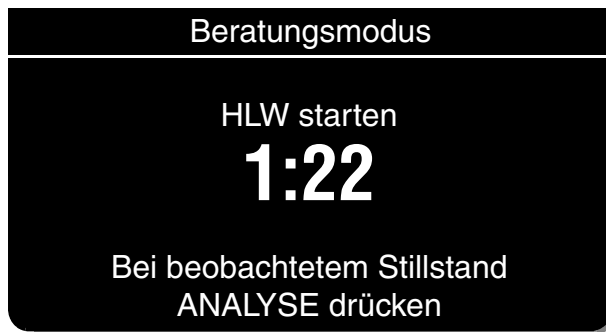 Beratungsmodus
HLW starten
1:22
Bei beobachtetem Stillstand
ANALYSE drücken